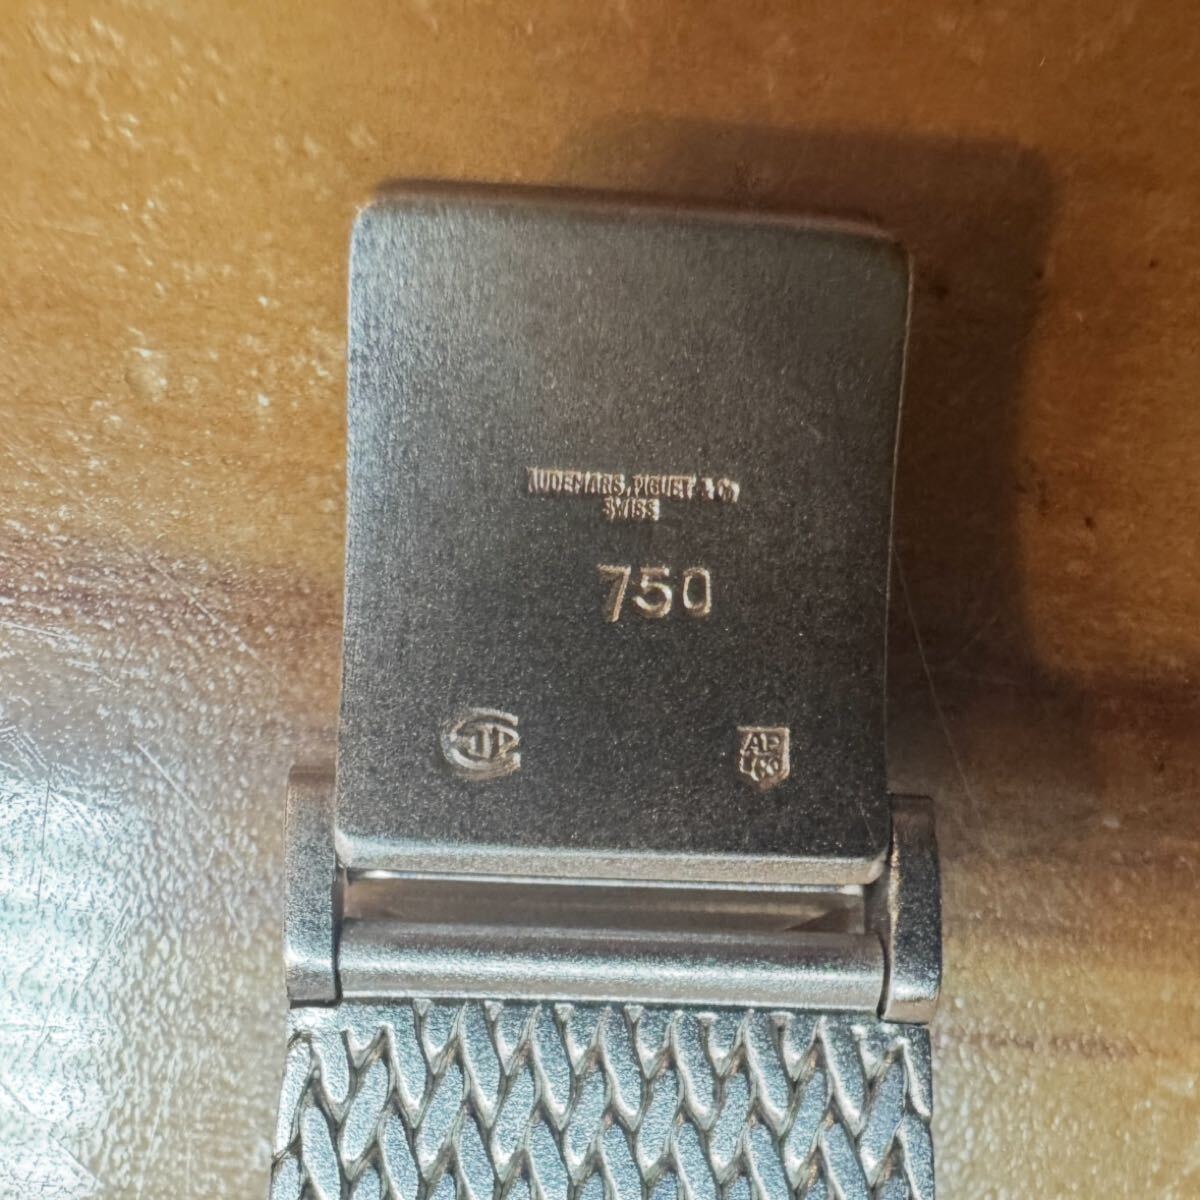 AUDEMARS, PIGUET & Co
SWISS
750
AP
&Co